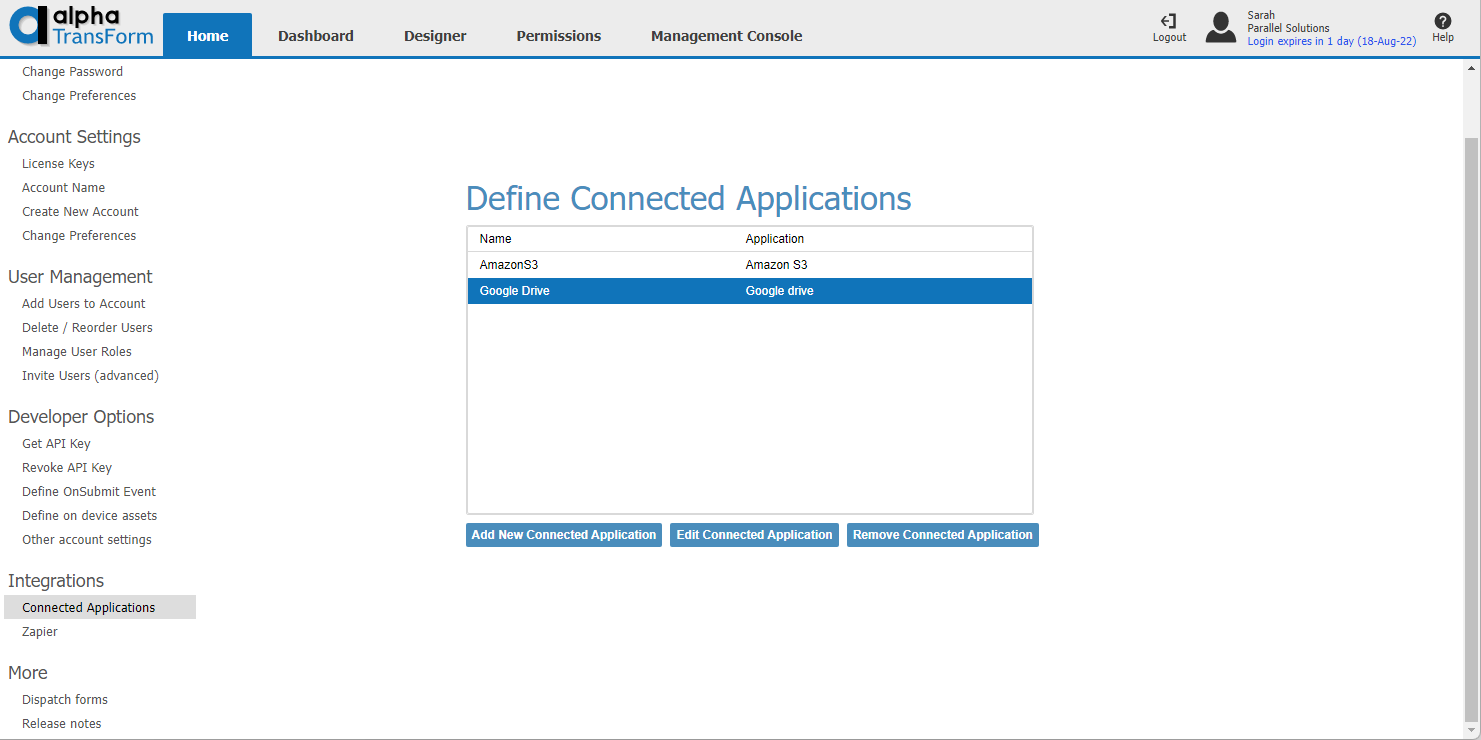 alpha
TransForm
Home
Dashboard
Designer
Permissions
Management Console
Logout
Sarah
Parallel Solutions
Login expires in 1 day (18-Aug-22)
Help
Change Password
Change Preferences
Account Settings
License Keys
Account Name
Create New Account
Change Preferences
User Management
Add Users to Account
Delete / Reorder Users
Manage User Roles
Invite Users (advanced)
Developer Options
Get API Key
Revoke API Key
Define OnSubmit Event
Define on device assets
Other account settings
Integrations
Connected Applications
Zapier
More
Dispatch forms
Release notes
Define Connected Applications
Name Application
AmazonS3 Amazon S3
Google Drive Google drive
Add New Connected Application Edit Connected Application Remove Connected Application